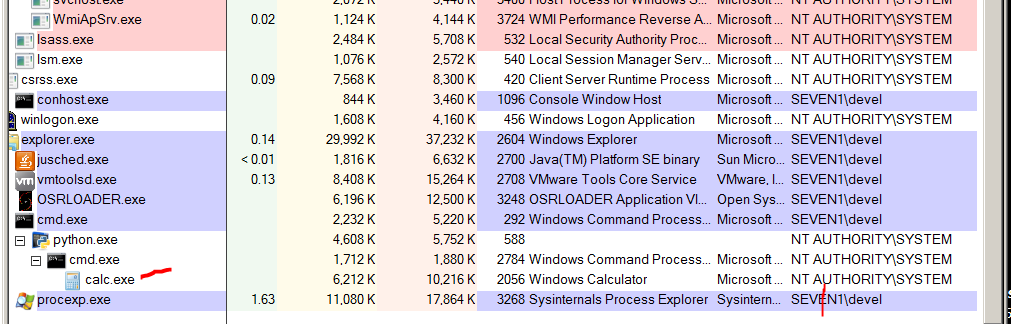 WmiApSrv.exe 0.02 1,124 K 4,144 K 3724 WMI Performance Reverse A... Microsoft ... NT AUTHORITY\SYSTEM
lsass.exe 2,484 K 5,708 K 532 Local Security Authority Proc... Microsoft ... NT AUTHORITY\SYSTEM
lsm.exe 1,076 K 2,572 K 540 Local Session Manager Serv... Microsoft ... NT AUTHORITY\SYSTEM
csrss.exe 0.09 7,568 K 8,300 K 420 Client Server Runtime Process Microsoft ... NT AUTHORITY\SYSTEM
conhost.exe 844 K 3,460 K 1096 Console Window Host Microsoft ... SEVEN1\devel
winlogon.exe 1,608 K 4,160 K 456 Windows Logon Application Microsoft ... NT AUTHORITY\SYSTEM
explorer.exe 0.14 29,992 K 37,232 K 2604 Windows Explorer Microsoft ... SEVEN1\devel
jusched.exe < 0.01 1,816 K 6,632 K 2700 Java(TM) Platform SE binary Sun Micro... SEVEN1\devel
vmtoolsd.exe 0.13 8,408 K 15,264 K 2708 VMware Tools Core Service VMware, I... SEVEN1\devel
OSRLOADER.exe 6,196 K 12,500 K 3248 OSRLOADER Application VI... Open Sys... SEVEN1\devel
cmd.exe 2,232 K 5,220 K 292 Windows Command Process... Microsoft ... SEVEN1\devel
python.exe 4,608 K 5,752 K 588 NT AUTHORITY\SYSTEM
cmd.exe 1,712 K 1,880 K 2784 Windows Command Process... Microsoft ... NT AUTHORITY\SYSTEM
calc.exe 6,212 K 10,216 K 2056 Windows Calculator Microsoft ... NT AUTHORITY\SYSTEM
procexp.exe 1.63 11,080 K 17,864 K 3268 Sysinternals Process Explorer Sysintern... SEVEN1\devel